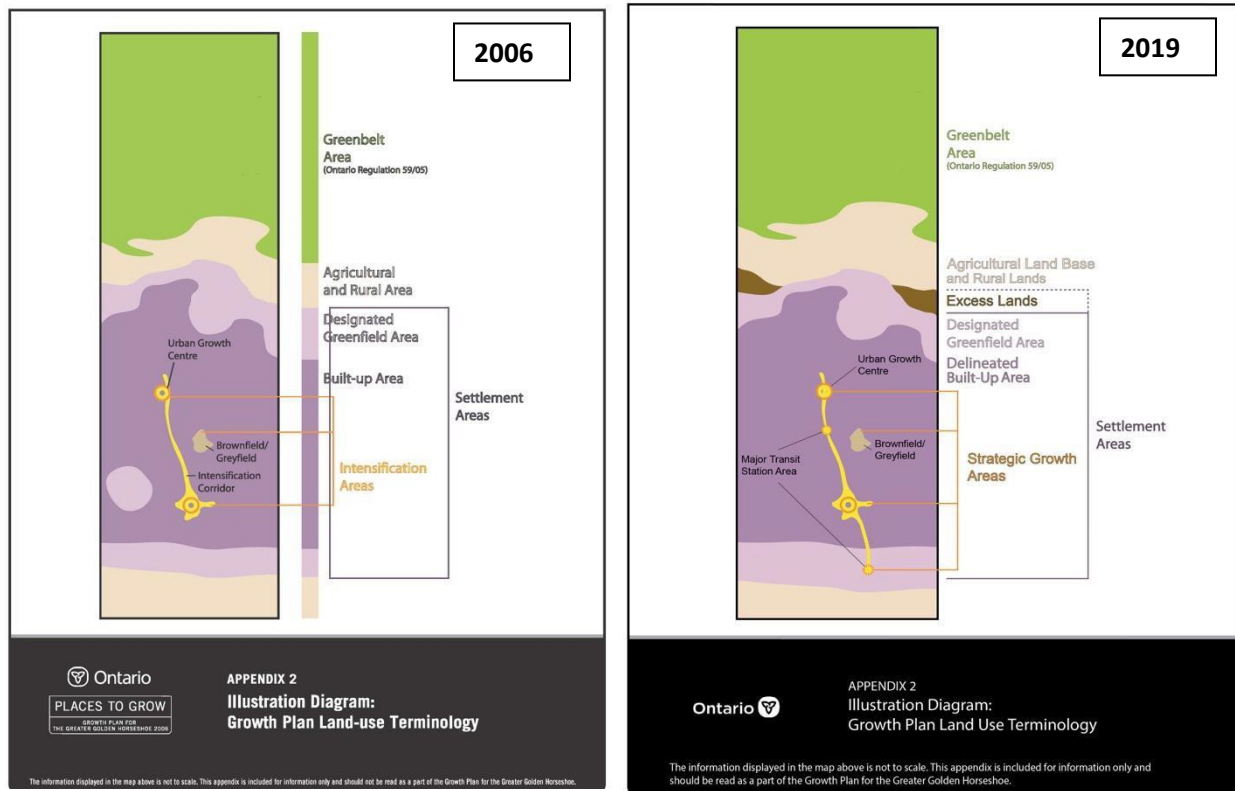 2006
Greenbelt
Area
(Ontario Regulation 59/05)
Agricultural
and Rural Area
Designated
Greenfield Area
Urban Growth
Centre
Built-up Area
Settlement
Areas
Brownfield/
Greyfield
Intensification
Corridor
Intensification
Areas
Ontario
PLACES TO GROW
GROWTH PLAN FOR
THE GREATER GOLDEN HORSESHOE 2006
APPENDIX 2
Illustration Diagram:
Growth Plan Land-use Terminology
The information displayed in the map above is not to scale. This appendix is included for information only and should not be read as a part of the Growth Plan for the Greater Golden Horseshoe.
2019
Greenbelt
Area
(Ontario Regulation 59/05)
Agricultural Land Base
and Rural Lands
Excess Lands
Designated
Greenfield Area
Urban Growth
Centre
Delineated
Built-Up Area
Settlement
Areas
Brownfield/
Greyfield
Major Transit
Station Area
Strategic Growth
Areas
Ontario
APPENDIX 2
Illustration Diagram:
Growth Plan Land Use Terminology
The information displayed in the map above is not to scale. This appendix is included for information only and
should be read as a part of the Growth Plan for the Greater Golden Horseshoe.